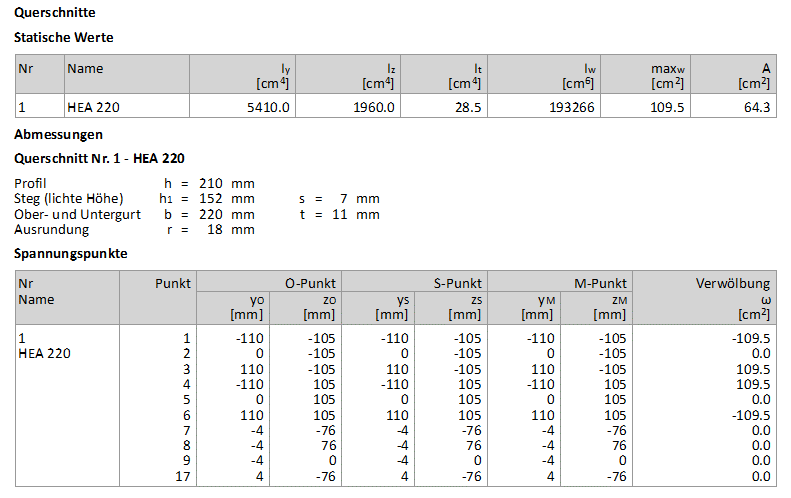 Querschnitte
Statische Werte
Nr Name Iy Iz It Iw maxw A
[cm4] [cm4] [cm4] [cm6] [cm2] [cm2]
1 HEA 220 5410.0 1960.0 28.5 193266 109.5 64.3
Abmessungen
Querschnitt Nr. 1 - HEA 220
Profil h = 210 mm
Steg (lichte Höhe) h1 = 152 mm s = 7 mm
Ober- und Untergurt b = 220 mm t = 11 mm
Ausrundung r = 18 mm
Spannungspunkte
Nr Punkt O-Punkt S-Punkt M-Punkt Verwölbung
Name yO zO yS zS yM zM ω
[mm] [mm] [mm] [mm] [mm] [mm] [cm2]
1 1 -110 -105 -110 -105 -110 -105 -109.5
HEA 220 2 0 -105 0 -105 0 -105 0.0
3 110 -105 110 -105 110 -105 109.5
4 -110 105 -110 105 -110 105 109.5
5 0 105 0 105 0 105 0.0
6 110 105 110 105 110 105 -109.5
7 -4 -76 -4 -76 -4 -76 0.0
8 -4 76 -4 76 -4 76 0.0
9 -4 0 -4 0 -4 0 0.0
17 4 -76 4 -76 4 -76 0.0